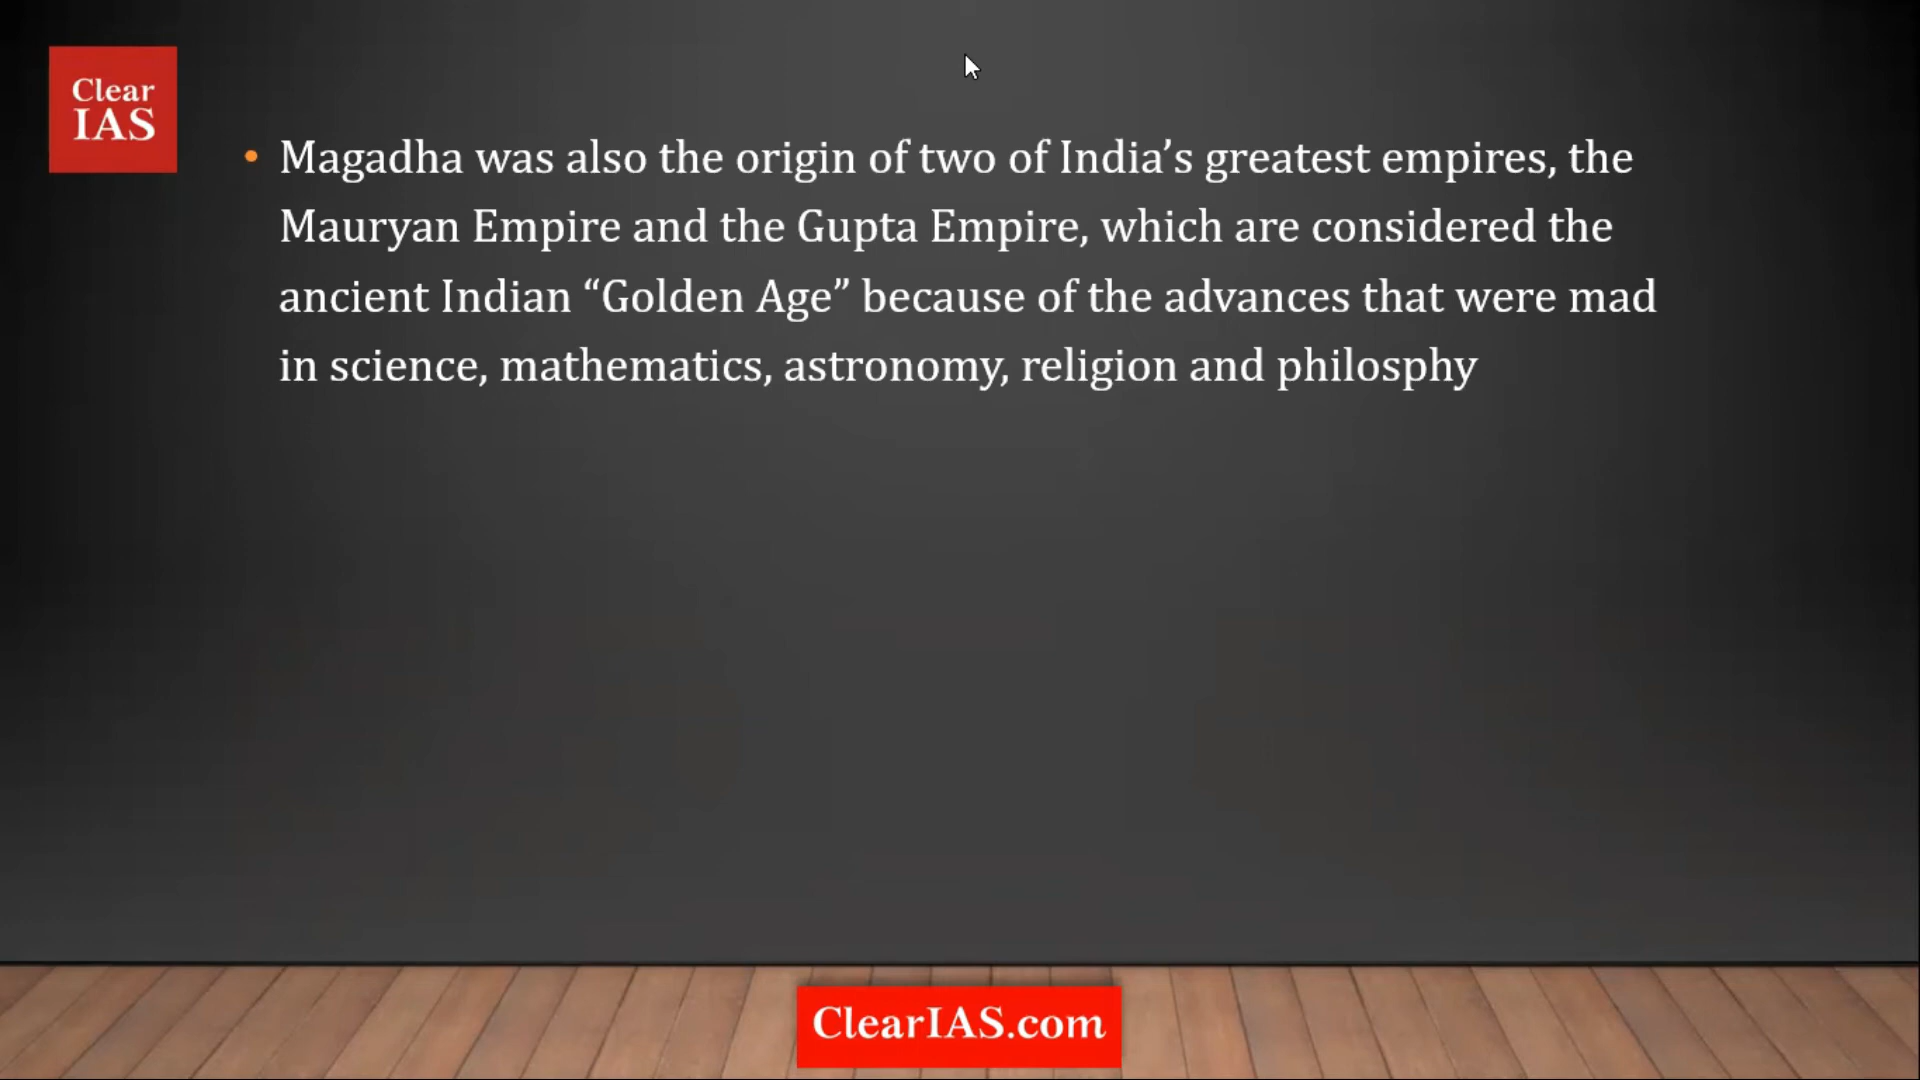 Clear
IAS
• Magadha was also the origin of two of India’s greatest empires, the
Mauryan Empire and the Gupta Empire, which are considered the
ancient Indian “Golden Age” because of the advances that were mad
in science, mathematics, astronomy, religion and philosphy
ClearIAS.com